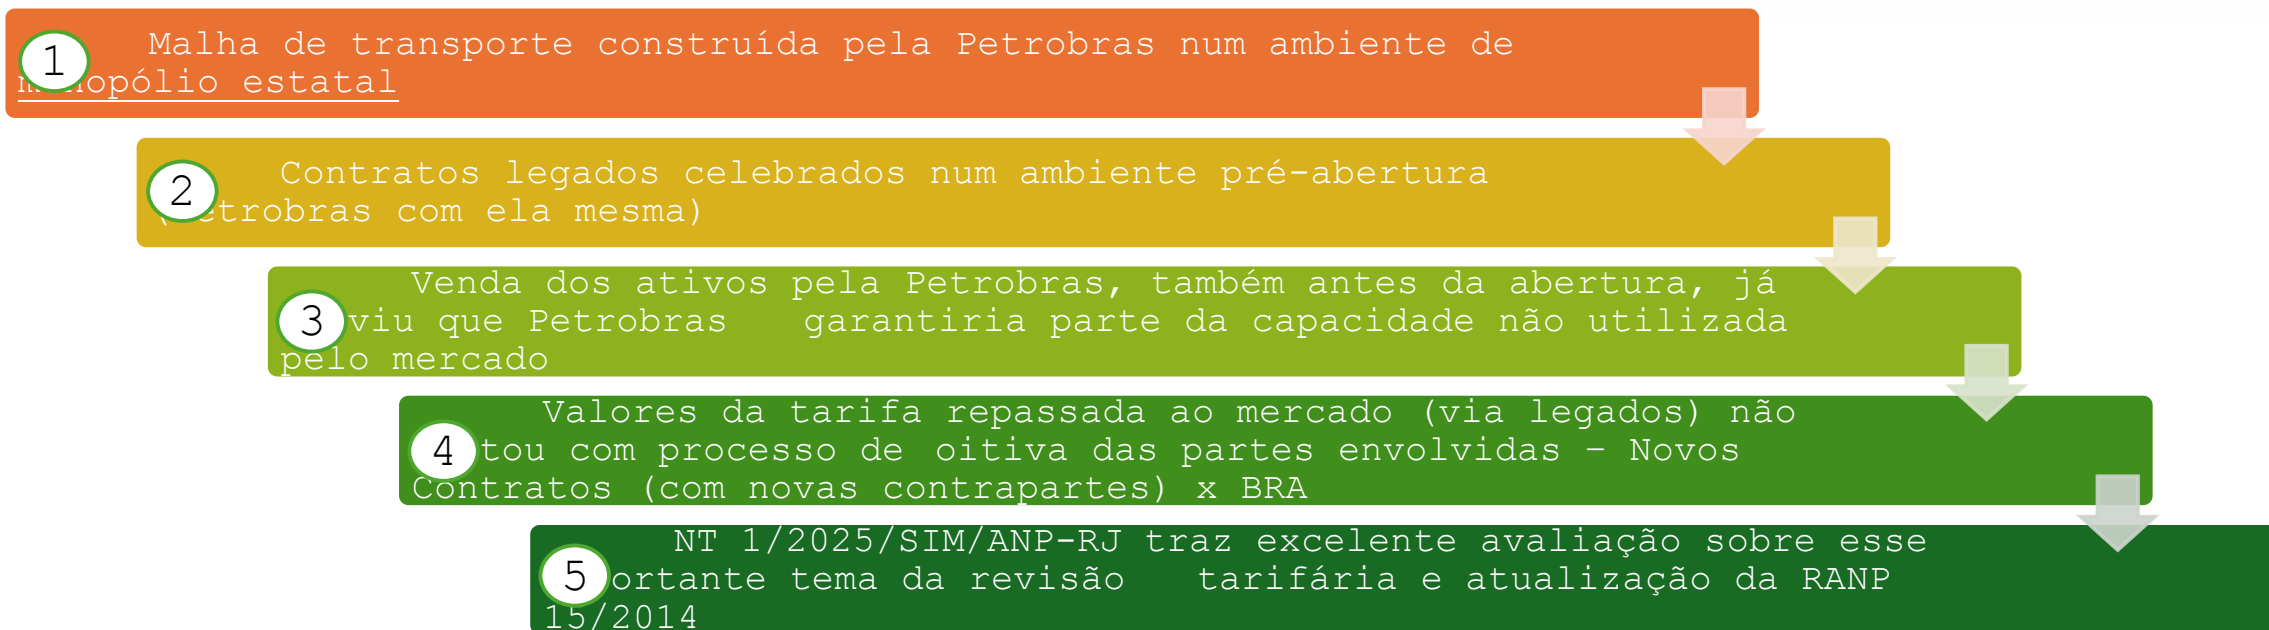 1 Malha de transporte construída pela Petrobras num ambiente de
opólio estatal
2 Contratos legados celebrados num ambiente pré-abertura
trobras com ela mesma)
3 Venda dos ativos pela Petrobras, também antes da abertura, já
viu que Petrobras garantiria parte da capacidade não utilizada
pelo mercado
4 Valores da tarifa repassada ao mercado (via legados) não
tou com processo de oitiva das partes envolvidas – Novos
Contratos (com novas contrapartes) x BRA
5 NT 1/2025/SIM/ANP-RJ traz excelente avaliação sobre esse
ortante tema da revisão tarifária e atualização da RANP
15/2014